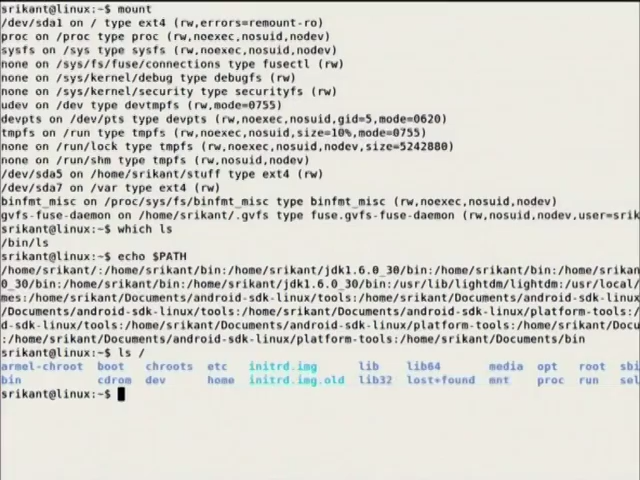 srikant@linux:~$ mount
/dev/sda1 on / type ext4 (rw,errors=remount-ro)
proc on /proc type proc (rw,noexec,nosuid,nodev)
sysfs on /sys type sysfs (rw,noexec,nosuid,nodev)
none on /sys/fs/fuse/connections type fusectl (rw)
none on /sys/kernel/debug type debugfs (rw)
none on /sys/kernel/security type securityfs (rw)
udev on /dev type devtmpfs (rw,mode=0755)
devpts on /dev/pts type devpts (rw,noexec,nosuid,gid=5,mode=0620)
tmpfs on /run type tmpfs (rw,noexec,nosuid,size=10%,mode=0755)
none on /run/lock type tmpfs (rw,noexec,nosuid,nodev,size=5242880)
none on /run/shm type tmpfs (rw,nosuid,nodev)
/dev/sda5 on /home/srikant/stuff type ext4 (rw)
/dev/sda7 on /var type ext4 (rw)
binfmt_misc on /proc/sys/fs/binfmt_misc type binfmt_misc (rw,noexec,nosuid,nodev)
gvfs-fuse-daemon on /home/srikant/.gvfs type fuse.gvfs-fuse-daemon (rw,nosuid,nodev,user=srik
srikant@linux:~$ which ls
/bin/ls
srikant@linux:~$ echo $PATH
/home/srikant/:/home/srikant/bin:/home/srikant/jdk1.6.0_30/bin:/home/srikant/bin:/home/srikan
0_30/bin:/home/srikant/bin:/home/srikant/jdk1.6.0_30/bin:/usr/lib/lightdm/lightdm:/usr/local/
mes:/home/srikant/Documents/android-sdk-linux/tools:/home/srikant/Documents/android-sdk-linux
/Documents/android-sdk-linux/tools:/home/srikant/Documents/android-sdk-linux/platform-tools:/
d-sdk-linux/tools:/home/srikant/Documents/android-sdk-linux/platform-tools:/home/srikant/Docu
:/home/srikant/Documents/android-sdk-linux/platform-tools:/home/srikant/Documents/bin
srikant@linux:~$ ls /
armel-chroot boot chroots etc initrd.img lib lib64 media opt root sbi
bin cdrom dev home initrd.img.old lib32 lost+found mnt proc run sel
srikant@linux:~$